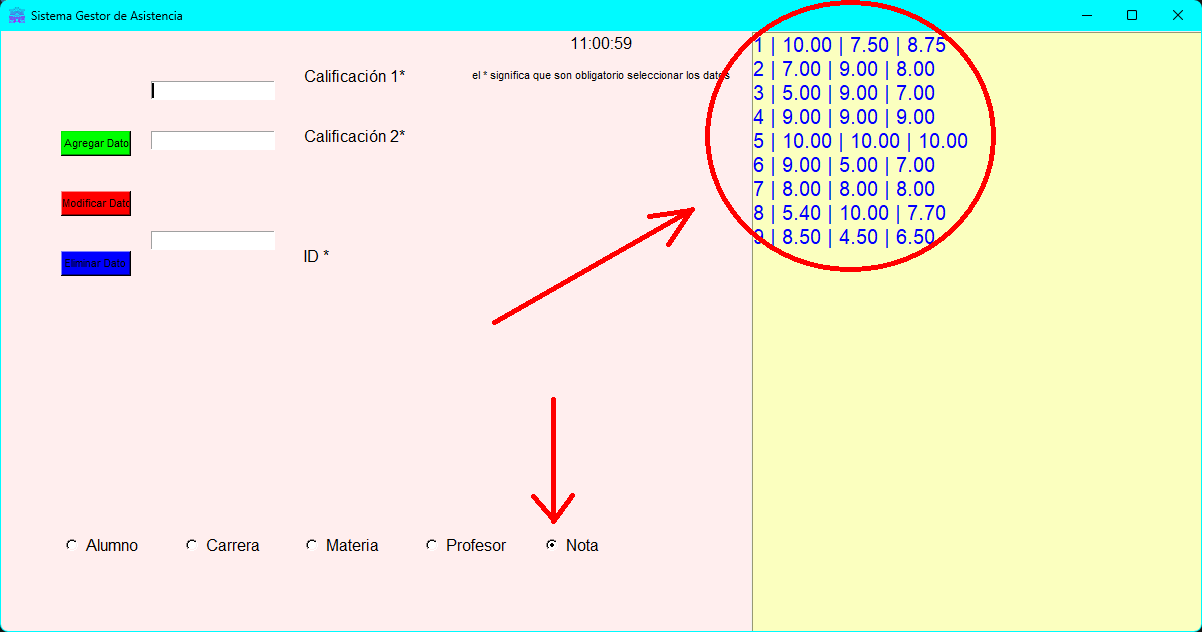 Sistema Gestor de Asistencia
11:00:59
Calificación 1*
el * significa que son obligatorio seleccionar los datos
Calificación 2*
Agregar Dato
Modificar Dato
ID *
Eliminar Dato
Alumno
Carrera
Materia
Profesor
Nota
1 | 10.00 | 7.50 | 8.75
2 | 7.00 | 9.00 | 8.00
3 | 5.00 | 9.00 | 7.00
4 | 9.00 | 9.00 | 9.00
5 | 10.00 | 10.00 | 10.00
6 | 9.00 | 5.00 | 7.00
7 | 8.00 | 8.00 | 8.00
8 | 5.40 | 10.00 | 7.70
9 | 8.50 | 4.50 | 6.50